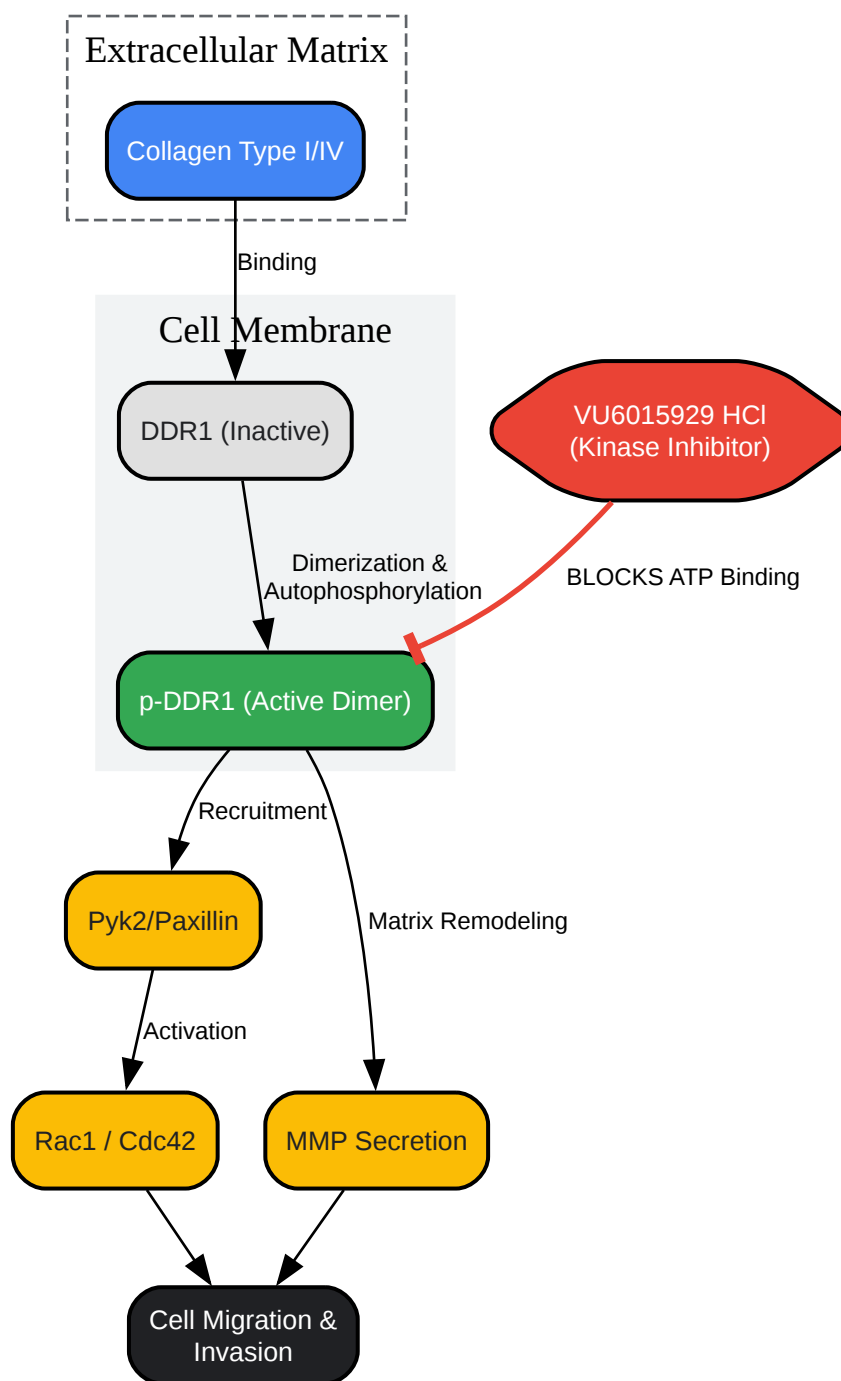 Extracellular Matrix
Collagen Type I/IV
Binding
Cell Membrane
DDR1 (Inactive)
VU6015929 HCl
(Kinase Inhibitor)
Dimerization &
Autophosphorylation
BLOCKS ATP Binding
p-DDR1 (Active Dimer)
Recruitment
Pyk2/Paxillin
Matrix Remodeling
Activation
Rac1 / Cdc42
MMP Secretion
Cell Migration &
Invasion